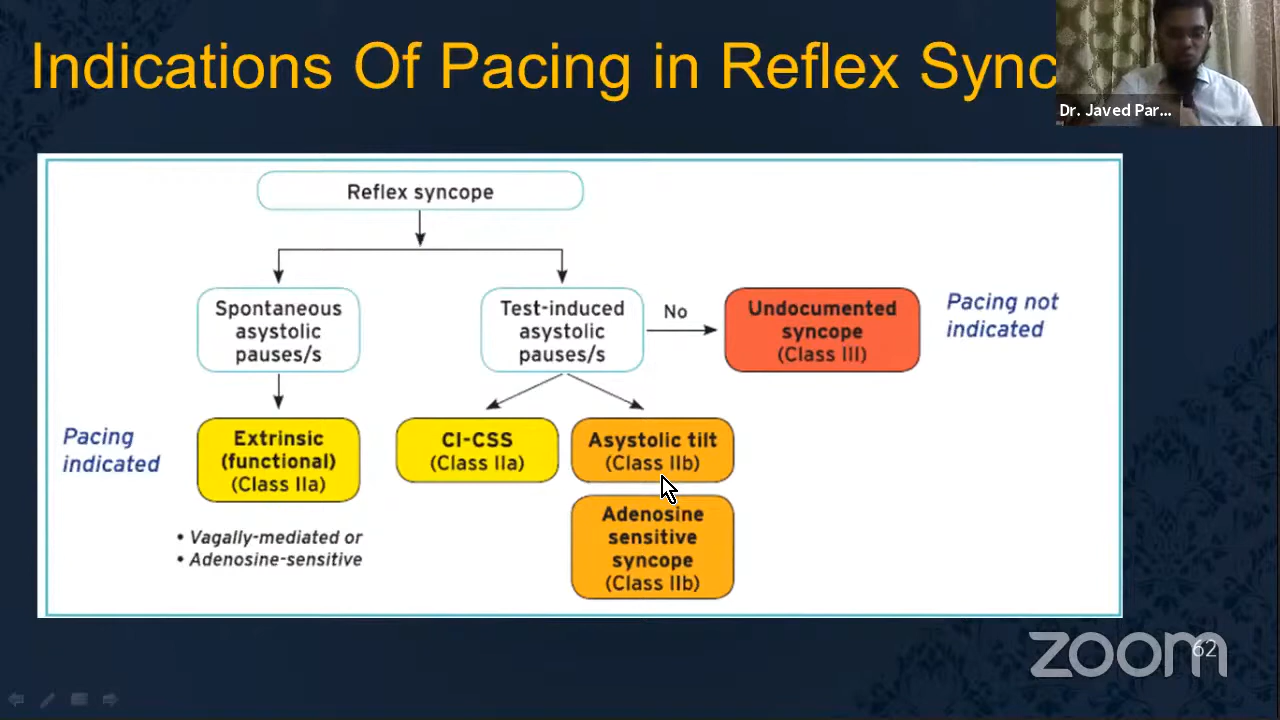 Indications Of Pacing in Reflex Sync
Dr. Javed Par...
Reflex syncope
Spontaneous
asystolic
pauses/s
Test-induced
asystolic
pauses/s
No
Undocumented
syncope
(Class III)
Pacing not
indicated
Pacing
indicated
Extrinsic
(functional)
(Class IIa)
CI-CSS
(Class IIa)
Asystolic tilt
(Class IIb)
• Vagally-mediated or
• Adenosine-sensitive
Adenosine
sensitive
syncope
(Class IIb)
62
zoom